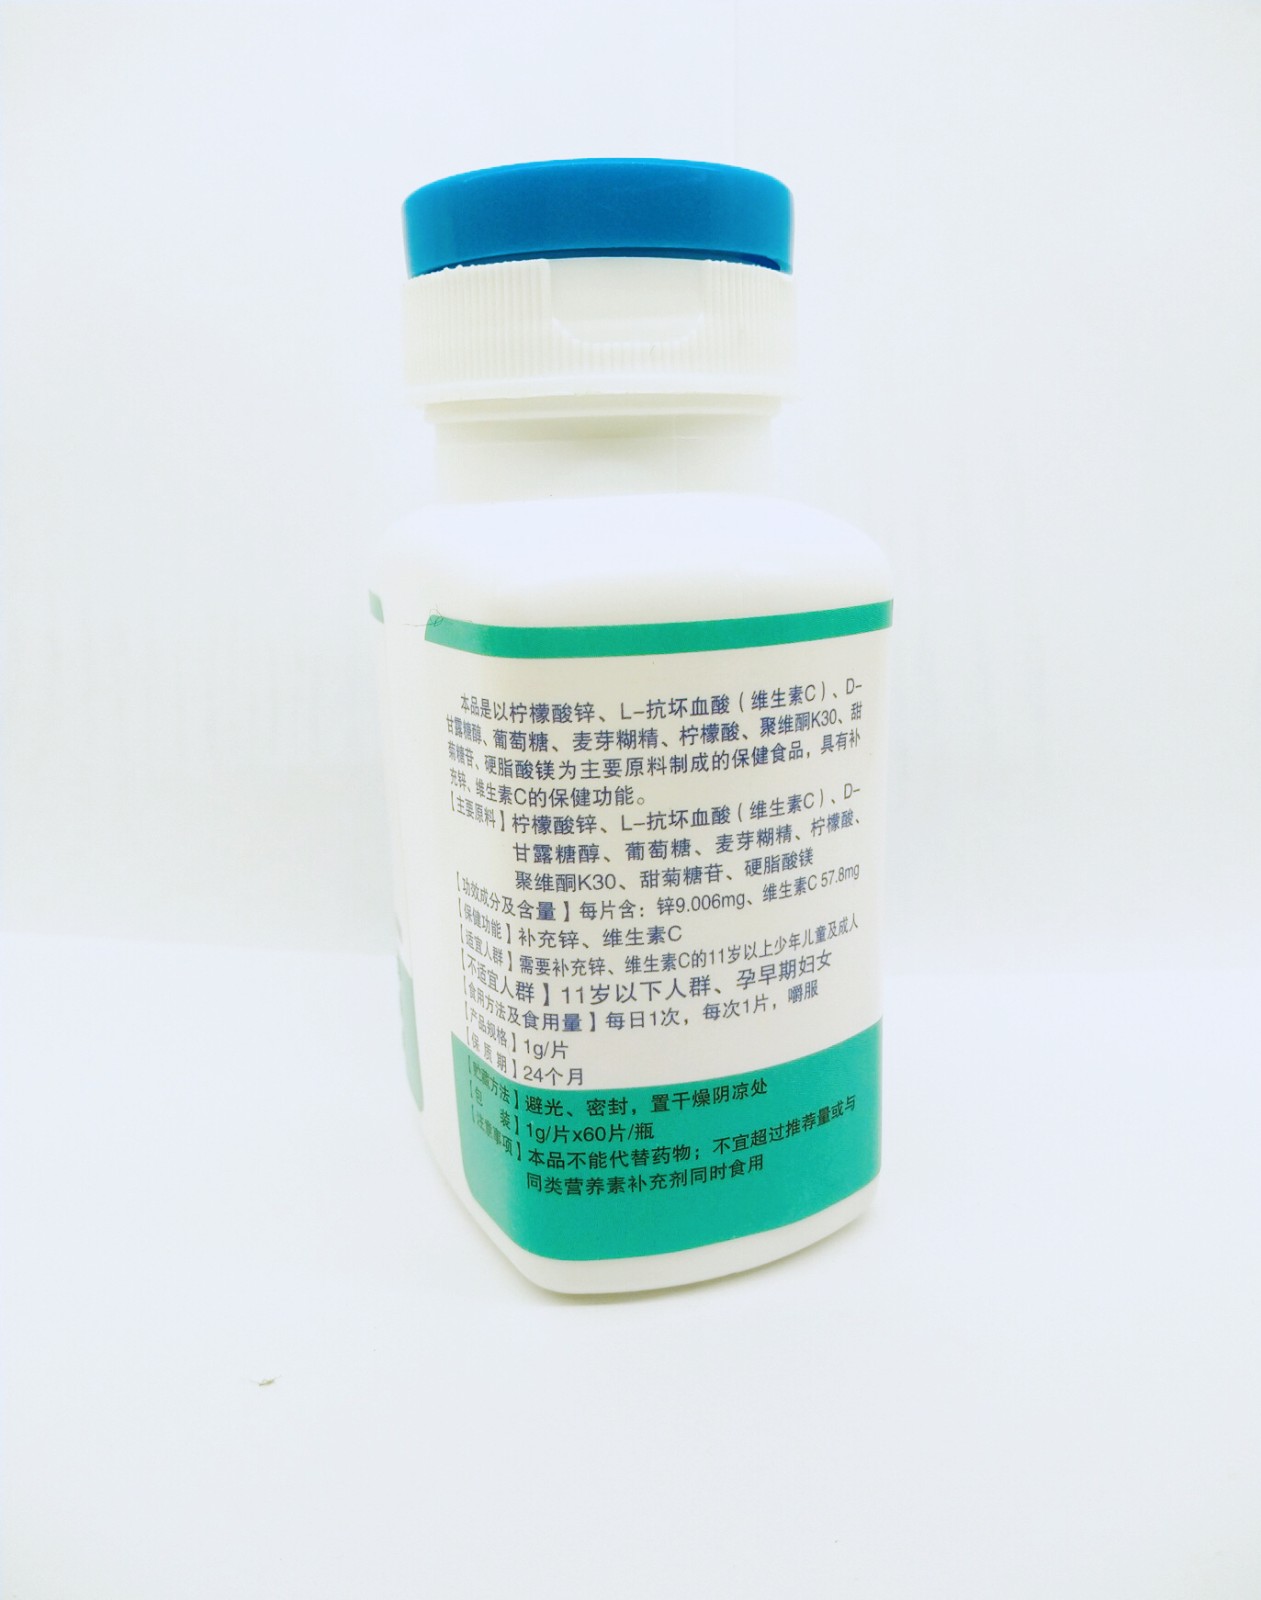 本品是以柠檬酸锌、L-抗坏血酸（维生素C）、D-
甘露糖醇、葡萄糖、麦芽糊精、柠檬酸、聚维酮K30、甜
菊糖苷、硬脂酸镁为主要原料制成的保健食品，具有补
充锌、维生素C的保健功能。
【主要原料】柠檬酸锌、L-抗坏血酸（维生素C）、D-
甘露糖醇、葡萄糖、麦芽糊精、柠檬酸、
聚维酮K30、甜菊糖苷、硬脂酸镁
【功效成分及含量】每片含：锌9.006mg、维生素C 57.8mg
【保健功能】补充锌、维生素C
【适宜人群】需要补充锌、维生素C的11岁以上少年儿童及成人
【不适宜人群】11岁以下人群、孕早期妇女
【食用方法及食用量】每日1次，每次1片，嚼服
【产品规格】1g/片
【保 质 期】24个月
【贮藏方法】避光、密封，置干燥阴凉处
【包 装】1g/片x60片/瓶
【注意事项】本品不能代替药物；不宜超过推荐量或与
同类营养素补充剂同时食用